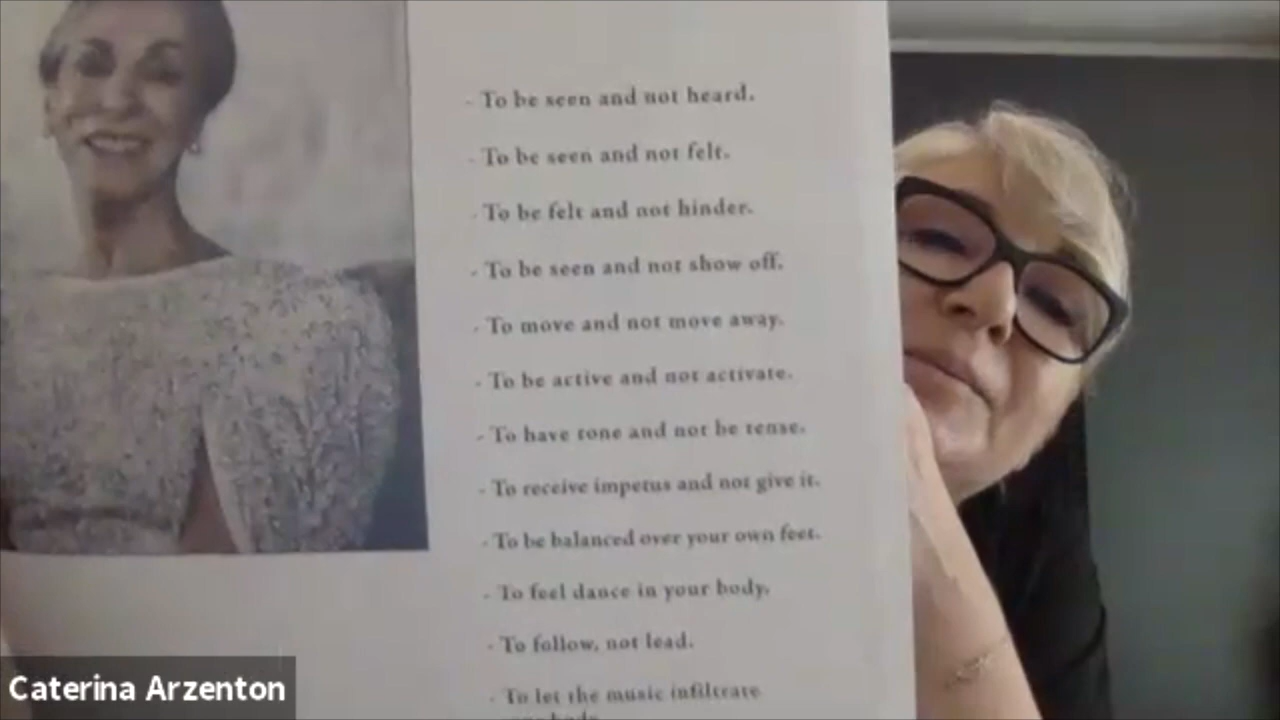 - To be seen and not heard.
- To be seen and not felt.
- To be felt and not hinder.
- To be seen and not show off.
- To move and not move away.
- To be active and not activate.
- To have tone and not be tense.
- To receive impetus and not give it.
- To be balanced over your own feet.
- To feel dance in your body.
- To follow, not lead.
- To let the music infiltrate
Caterina Arzenton